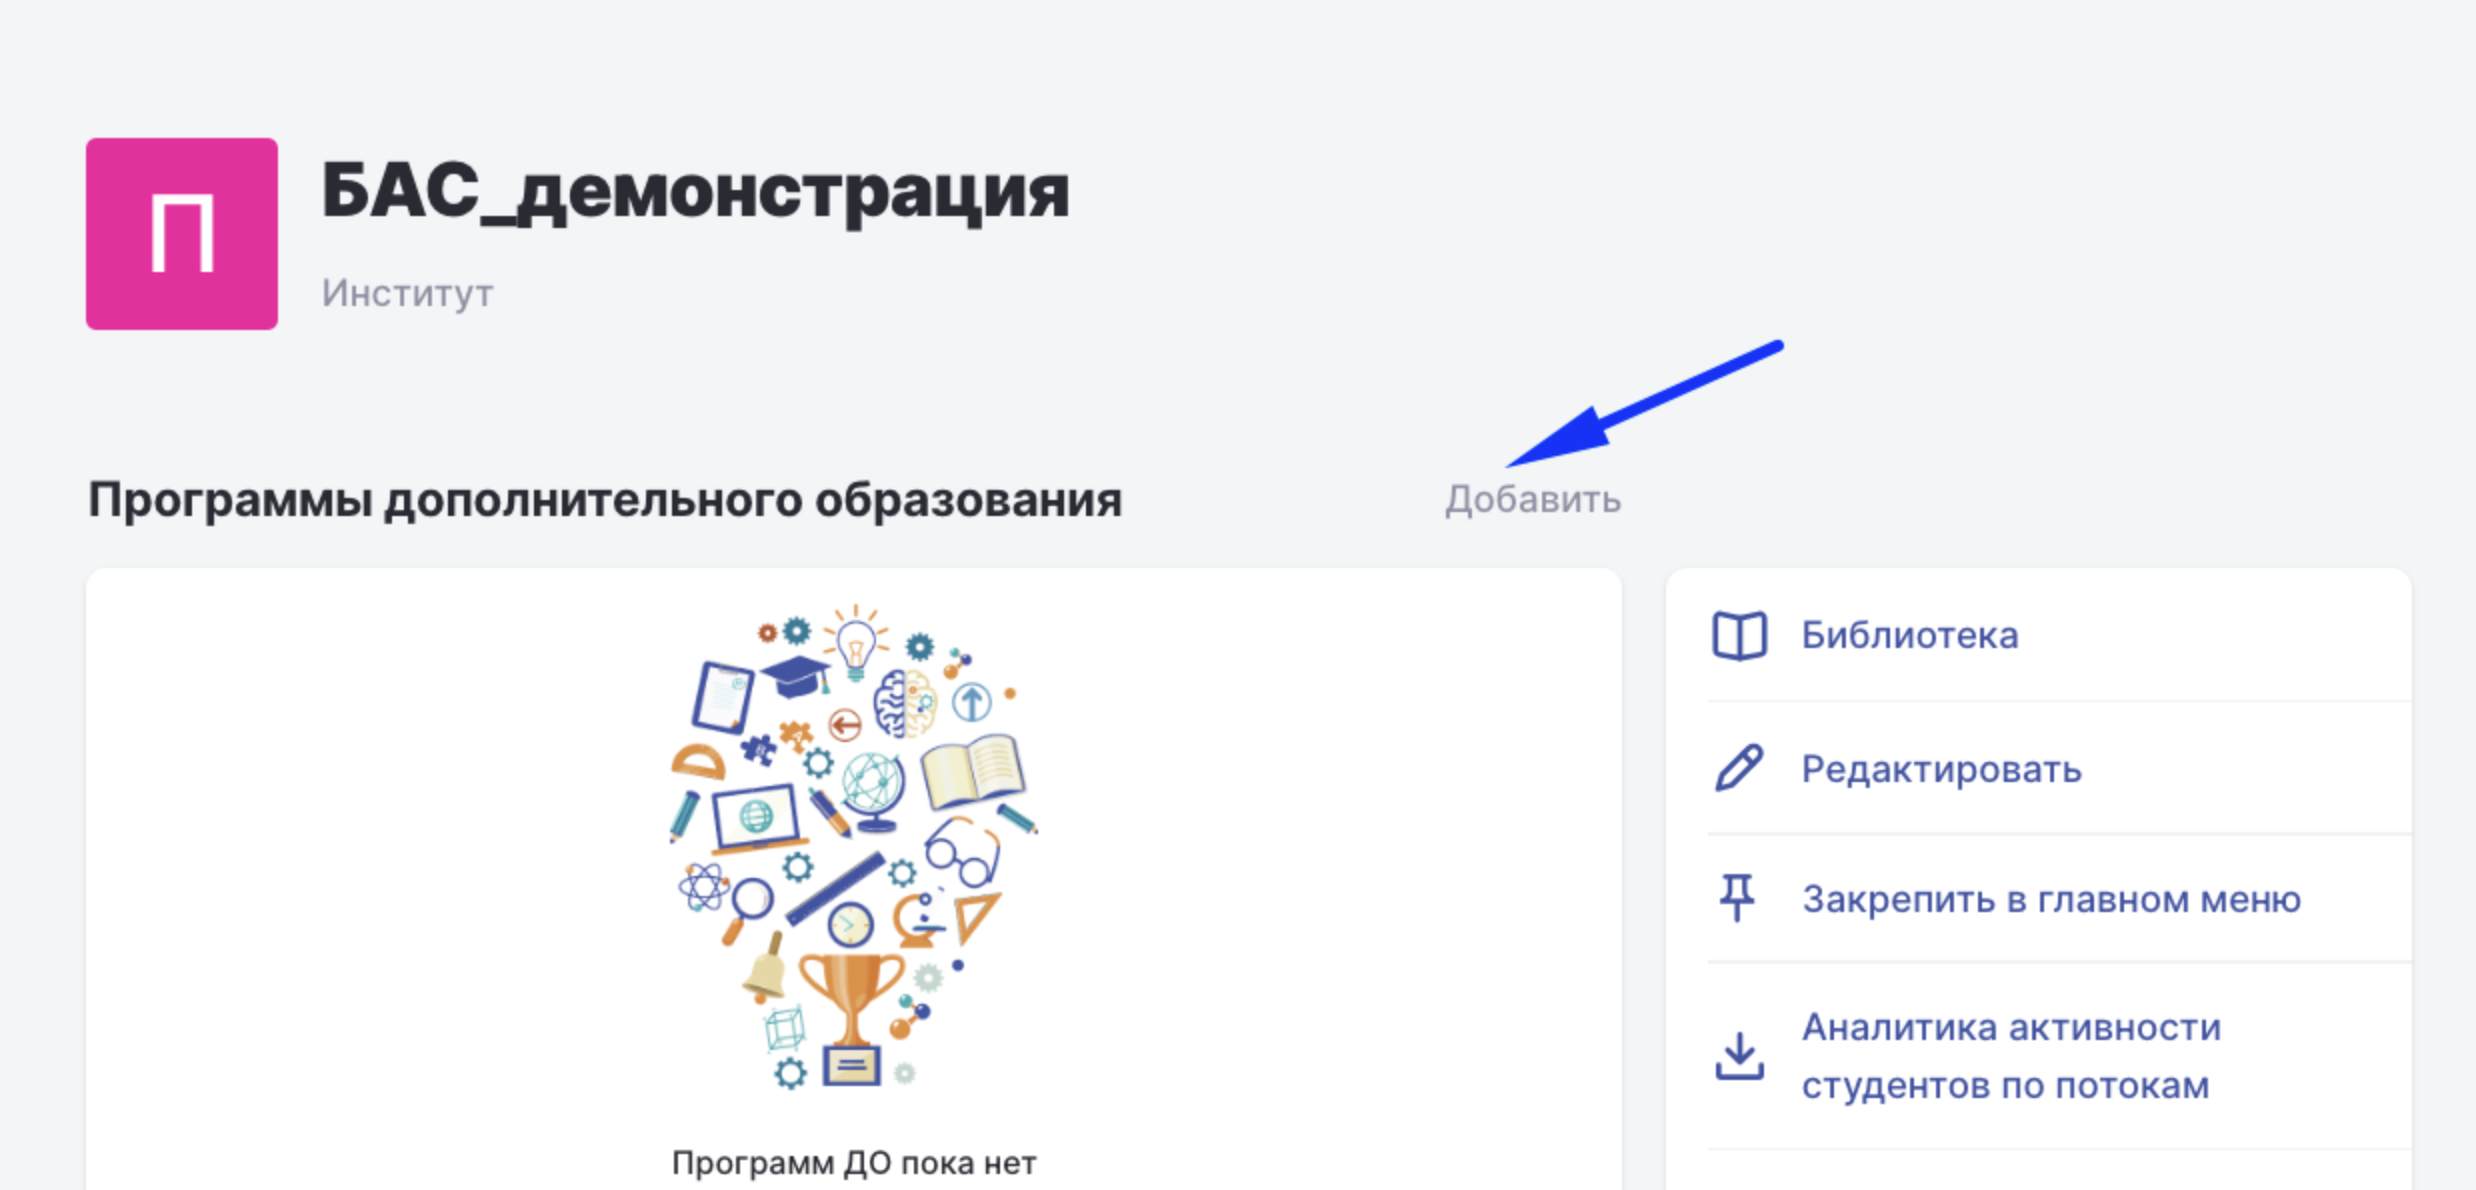 П
БАС_демонстрация
Институт
Программы дополнительного образования
Добавить
Библиотека
Редактировать
Закрепить в главном меню
Аналитика активности
студентов по потокам
Программ ДО пока нет